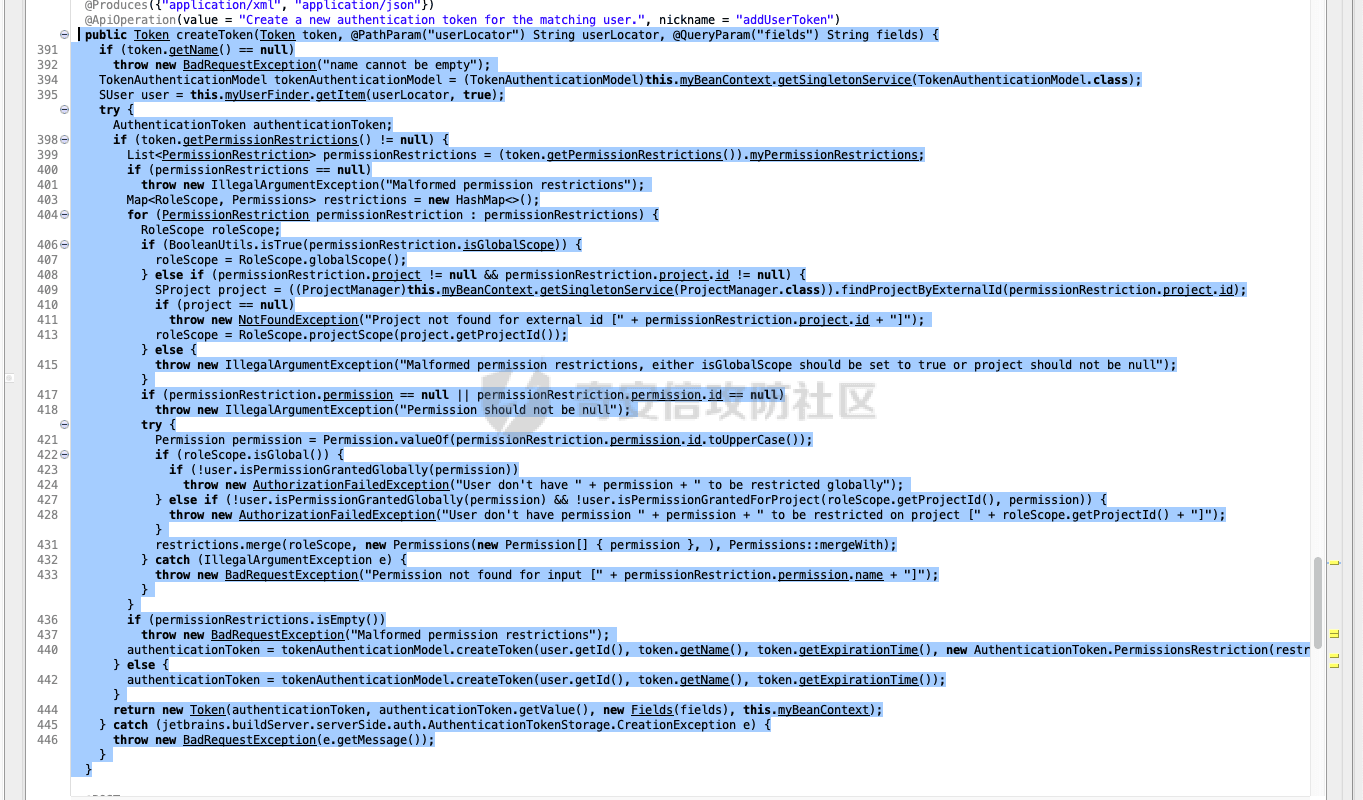 @Produces({"application/xml", "application/json"})
@ApiOperation(value = "Create a new authentication token for the matching user.", nickname = "addUserToken")
public Token createToken(Token token, @PathParam("userLocator") String userLocator, @QueryParam("fields") String fields) {
391 if (token.getName() == null)
392 throw new BadRequestException("name cannot be empty");
394 TokenAuthenticationModel tokenAuthenticationModel = (TokenAuthenticationModel)this.myBeanContext.getSingletonService(TokenAuthenticationModel.class);
395 SUser user = this.myUserFinder.getItem(userLocator, true);
try {
AuthenticationToken authenticationToken;
398 if (token.getPermissionRestrictions() != null) {
399 List<PermissionRestriction> permissionRestrictions = (token.getPermissionRestrictions()).myPermissionRestrictions;
400 if (permissionRestrictions == null)
401 throw new IllegalArgumentException("Malformed permission restrictions");
403 Map<RoleScope, Permissions> restrictions = new HashMap<>();
404 for (PermissionRestriction permissionRestriction : permissionRestrictions) {
RoleScope roleScope;
406 if (BooleanUtils.isTrue(permissionRestriction.isGlobalScope)) {
407 roleScope = RoleScope.globalScope();
408 } else if (permissionRestriction.project != null && permissionRestriction.project.id != null) {
409 SProject project = ((ProjectManager)this.myBeanContext.getSingletonService(ProjectManager.class)).findProjectByExternalId(permissionRestriction.project.id);
410 if (project == null)
411 throw new NotFoundException("Project not found for external id [" + permissionRestriction.project.id + "]");
413 roleScope = RoleScope.projectScope(project.getProjectId());
} else {
415 throw new IllegalArgumentException("Malformed permission restrictions, either isGlobalScope should be set to true or project should not be null");
}
417 if (permissionRestriction.permission == null || permissionRestriction.permission.id == null)
418 throw new IllegalArgumentException("Permission should not be null");
奇安信攻防社区
try {
421 Permission permission = Permission.valueOf(permissionRestriction.permission.id.toUpperCase());
422 if (roleScope.isGlobal()) {
423 if (!user.isPermissionGrantedGlobally(permission))
424 throw new AuthorizationFailedException("User don't have " + permission + " to be restricted globally");
427 } else if (!user.isPermissionGrantedGlobally(permission) && !user.isPermissionGrantedForProject(roleScope.getProjectId(), permission)) {
428 throw new AuthorizationFailedException("User don't have permission " + permission + " to be restricted on project [" + roleScope.getProjectId() + "]");
}
431 restrictions.merge(roleScope, new Permissions(new Permission[] { permission }, ), Permissions::mergeWith);
432 } catch (IllegalArgumentException e) {
433 throw new BadRequestException("Permission not found for input [" + permissionRestriction.permission.name + "]");
}
}
436 if (permissionRestrictions.isEmpty())
437 throw new BadRequestException("Malformed permission restrictions");
440 authenticationToken = tokenAuthenticationModel.createToken(user.getId(), token.getName(), token.getExpirationTime(), new AuthenticationToken.PermissionsRestriction(restr
} else {
442 authenticationToken = tokenAuthenticationModel.createToken(user.getId(), token.getName(), token.getExpirationTime());
}
444 return new Token(authenticationToken, authenticationToken.getValue(), new Fields(fields), this.myBeanContext);
445 } catch (jetbrains.buildServer.serverSide.auth.AuthenticationTokenStorage.CreationException e) {
446 throw new BadRequestException(e.getMessage());
}
}